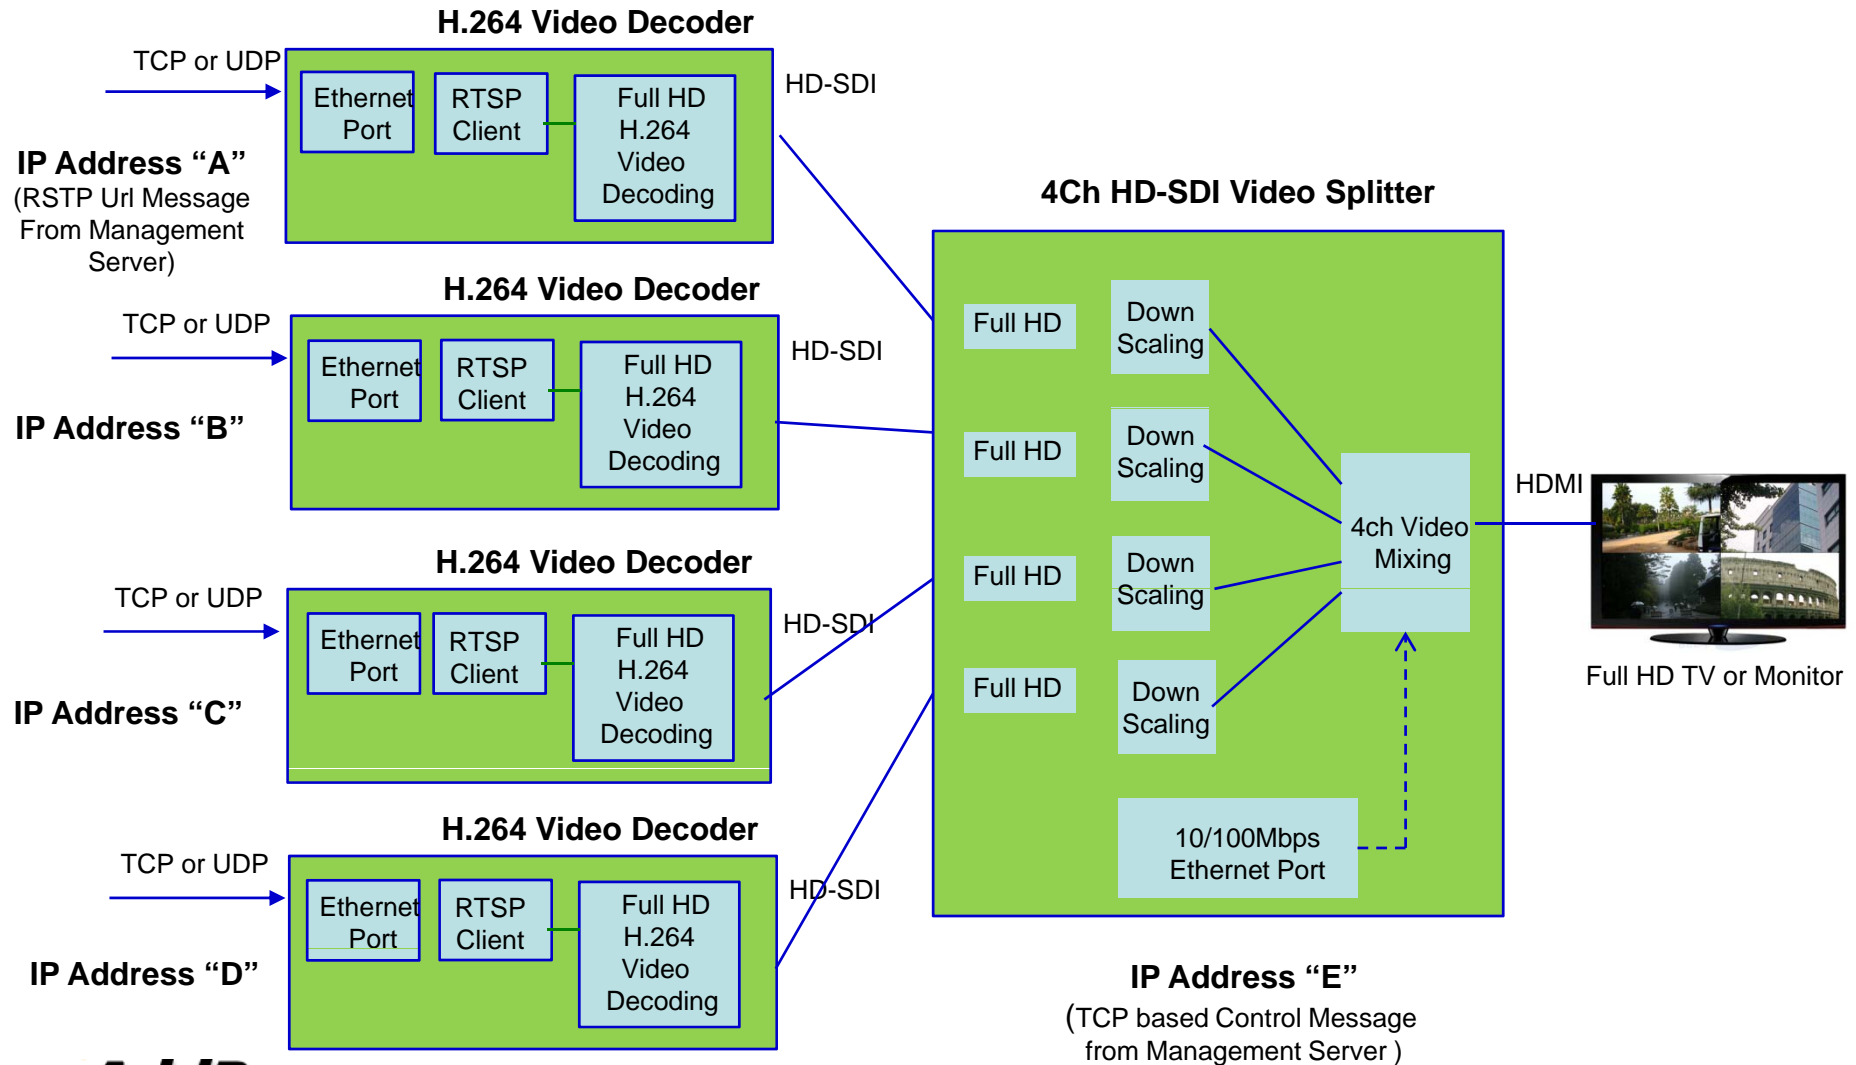 H.264 Video Decoder
TCP or UDP
Ethernet
Port
RTSP
Client
Full HD
H.264
Video
Decoding
HD-SDI
IP Address “A”
(RSTP Url Message
From Management
Server)
H.264 Video Decoder
TCP or UDP
Ethernet
Port
RTSP
Client
Full HD
H.264
Video
Decoding
HD-SDI
IP Address “B”
H.264 Video Decoder
TCP or UDP
Ethernet
Port
RTSP
Client
Full HD
H.264
Video
Decoding
HD-SDI
IP Address “C”
H.264 Video Decoder
TCP or UDP
Ethernet
Port
RTSP
Client
Full HD
H.264
Video
Decoding
HD-SDI
IP Address “D”
4Ch HD-SDI Video Splitter
Full HD
Down
Scaling
Full HD
Down
Scaling
Full HD
Down
Scaling
Full HD
Down
Scaling
4ch Video
Mixing
10/100Mbps
Ethernet Port
HDMI
Full HD TV or Monitor
IP Address “E”
(TCP based Control Message
from Management Server )